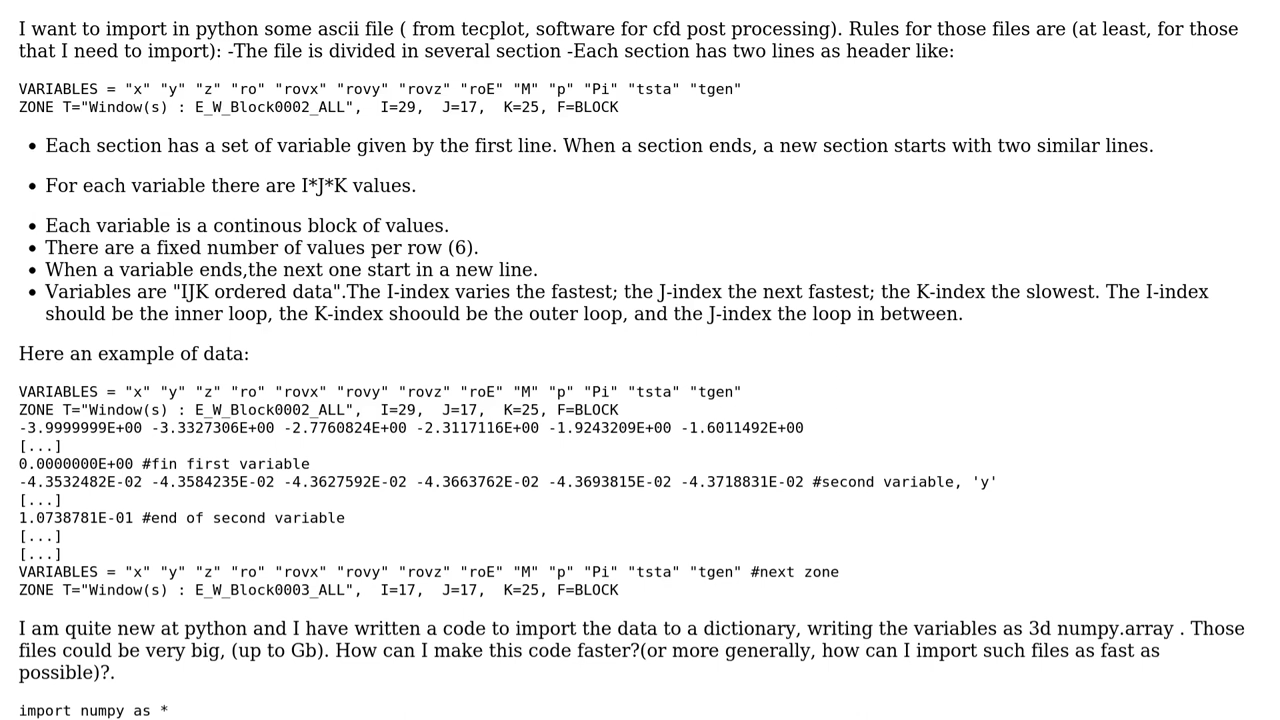 I want to import in python some ascii file ( from tecplot, software for cfd post processing). Rules for those files are (at least, for those
that I need to import): -The file is divided in several section -Each section has two lines as header like:
VARIABLES = "x" "y" "z" "ro" "rovx" "rovy" "rovz" "roE" "M" "p" "Pi" "tsta" "tgen"
ZONE T="Window(s) : E_W_Block0002_ALL",  I=29,  J=17,  K=25, F=BLOCK
• Each section has a set of variable given by the first line. When a section ends, a new section starts with two similar lines.
• For each variable there are I*J*K values.
• Each variable is a continous block of values.
• There are a fixed number of values per row (6).
• When a variable ends,the next one start in a new line.
• Variables are "IJK ordered data".The I-index varies the fastest; the J-index the next fastest; the K-index the slowest. The I-index
should be the inner loop, the K-index shoould be the outer loop, and the J-index the loop in between.
Here an example of data:
VARIABLES = "x" "y" "z" "ro" "rovx" "rovy" "rovz" "roE" "M" "p" "Pi" "tsta" "tgen"
ZONE T="Window(s) : E_W_Block0002_ALL",  I=29,  J=17,  K=25, F=BLOCK
-3.9999999E+00 -3.3327306E+00 -2.7760824E+00 -2.3117116E+00 -1.9243209E+00 -1.6011492E+00
[...]
0.0000000E+00 #fin first variable
-4.3532482E-02 -4.3584235E-02 -4.3627592E-02 -4.3663762E-02 -4.3693815E-02 -4.3718831E-02 #second variable, 'y'
[...]
1.0738781E-01 #end of second variable
[...]
[...]
VARIABLES = "x" "y" "z" "ro" "rovx" "rovy" "rovz" "roE" "M" "p" "Pi" "tsta" "tgen" #next zone
ZONE T="Window(s) : E_W_Block0003_ALL",  I=17,  J=17,  K=25, F=BLOCK
I am quite new at python and I have written a code to import the data to a dictionary, writing the variables as 3d numpy.array . Those
files could be very big, (up to Gb). How can I make this code faster?(or more generally, how can I import such files as fast as
possible)?.
import numpy as *